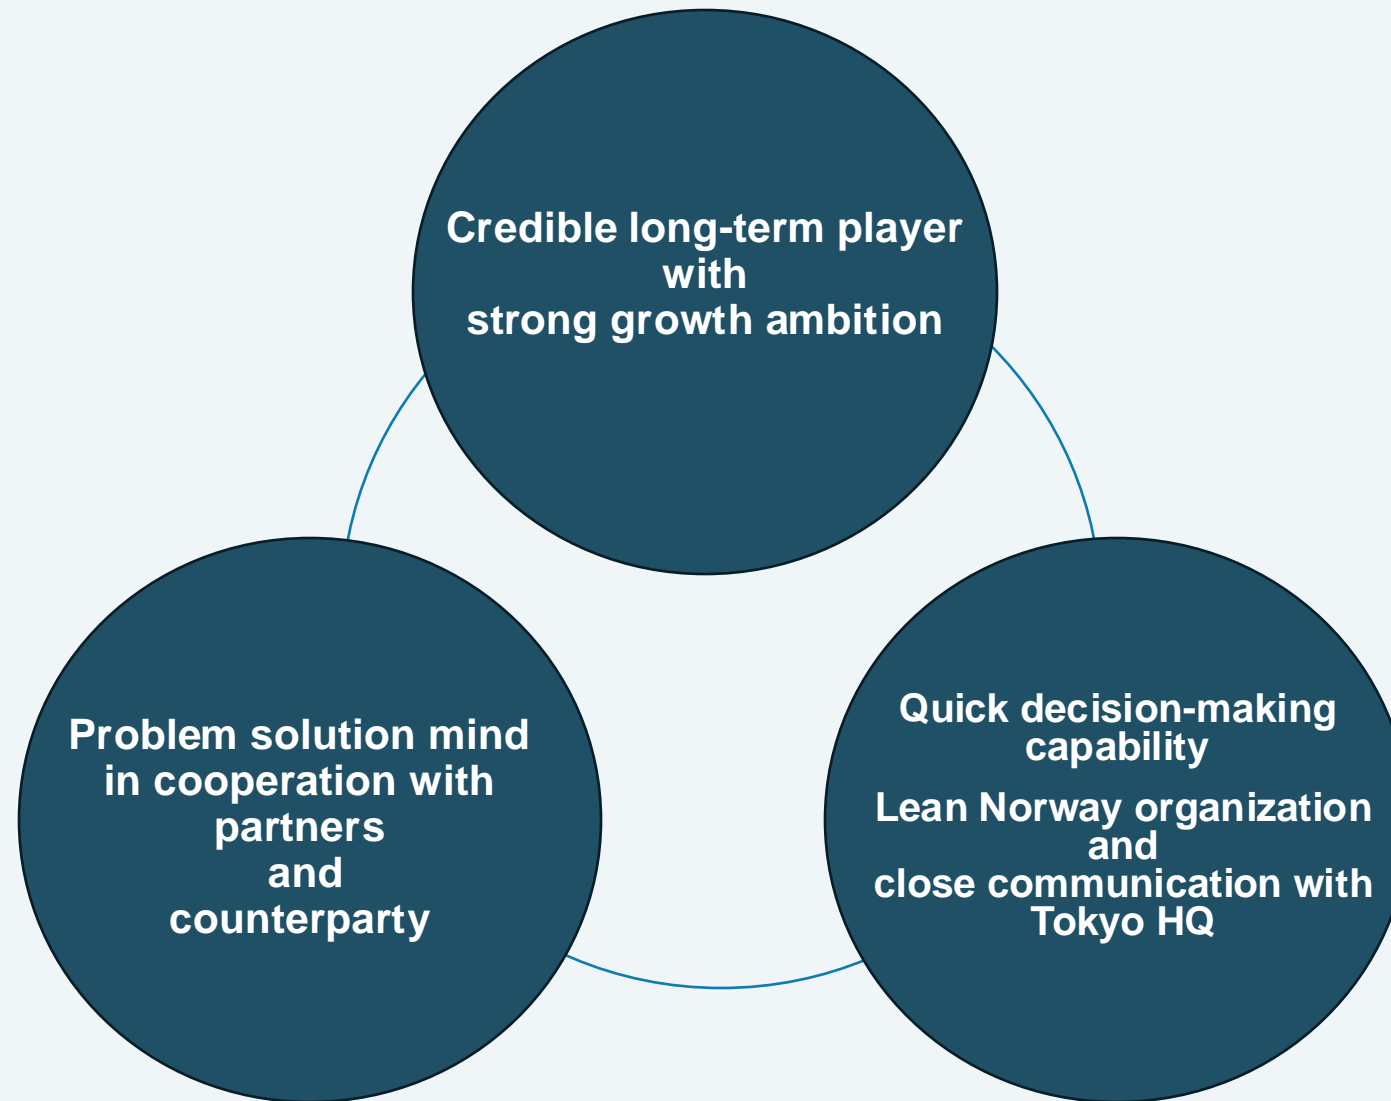 Credible long-term player
with
strong growth ambition
Problem solution mind
in cooperation with
partners
and
counterparty
Quick decision-making
capability
Lean Norway organization
and
close communication with
Tokyo HQ